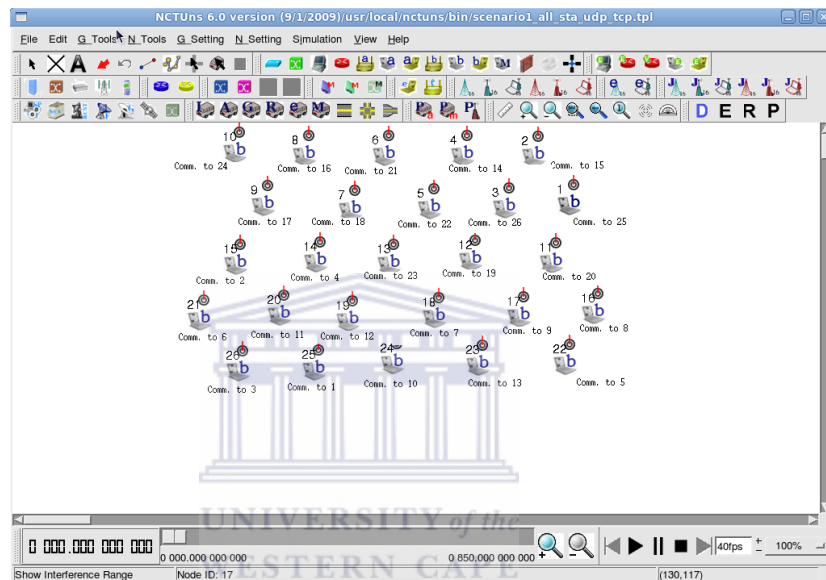 NCTUns 6.0 version (9/1/2009)/usr/local/nctuns/bin/scenario1_all_sta_udp_tcp.tpl
File Edit G_Tools N_Tools G_Setting N_Setting Simulation View Help
D E R P
10 8 6 4 2
Comm. to 24 Comm. to 16 Comm. to 21 Comm. to 14 Comm. to 15
9 7 5 3 1
Comm. to 17 Comm. to 18 Comm. to 22 Comm. to 26 Comm. to 25
15 14 13 12 11
Comm. to 2 Comm. to 4 Comm. to 23 Comm. to 19 Comm. to 20
21 20 19 18 17 16
Comm. to 6 Comm. to 11 Comm. to 12 Comm. to 7 Comm. to 9 Comm. to 8
26 25 24 23 22
Comm. to 3 Comm. to 1 Comm. to 10 Comm. to 13 Comm. to 5
UNIVERSITY of the
WESTERN CAPE
0 000.000 000 000
0 000.000 000 000 0 850,000 000 000
40fps 100%
Show Interference Range Node ID: 17 (130,117)